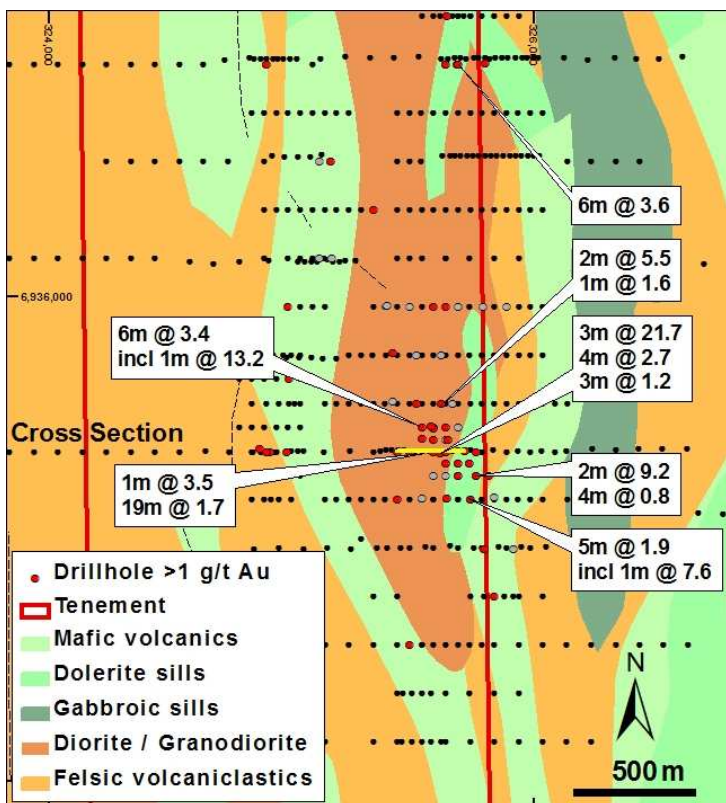 324,000
326,000
6m @ 3.6
2m @ 5.5
1m @ 1.6
6,936,000
6m @ 3.4
incl 1m @ 13.2
3m @ 21.7
4m @ 2.7
3m @ 1.2
Cross Section
1m @ 3.5
19m @ 1.7
2m @ 9.2
4m @ 0.8
5m @ 1.9
incl 1m @ 7.6
Drillhole >1 g/t Au
Tenement
Mafic volcanics
Dolerite sills
Gabbroic sills
Diorite / Granodiorite
Felsic volcaniclastics
N
500m